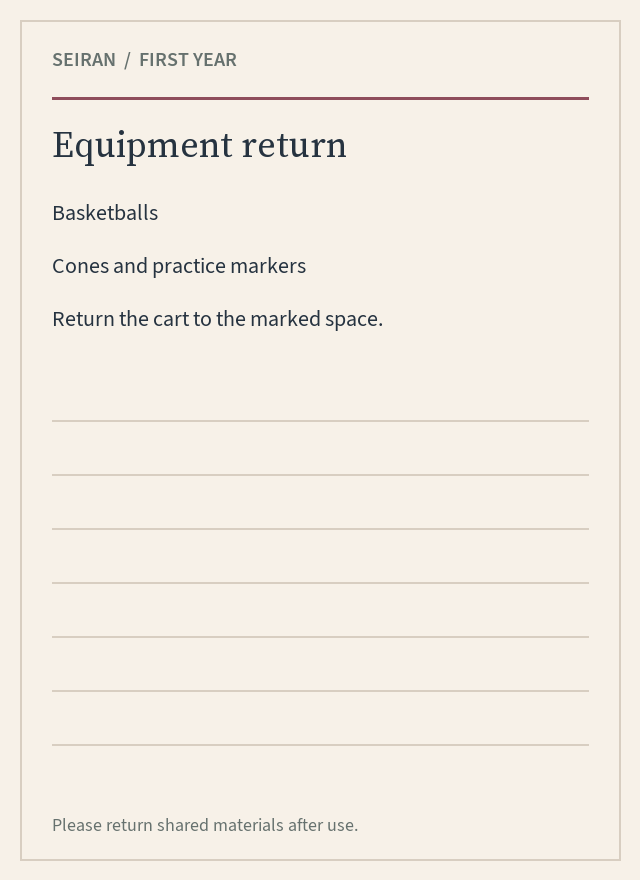 SEIRAN / FIRST YEAR
Equipment return
Basketballs
Cones and practice markers
Return the cart to the marked space.
Please return shared materials after use.